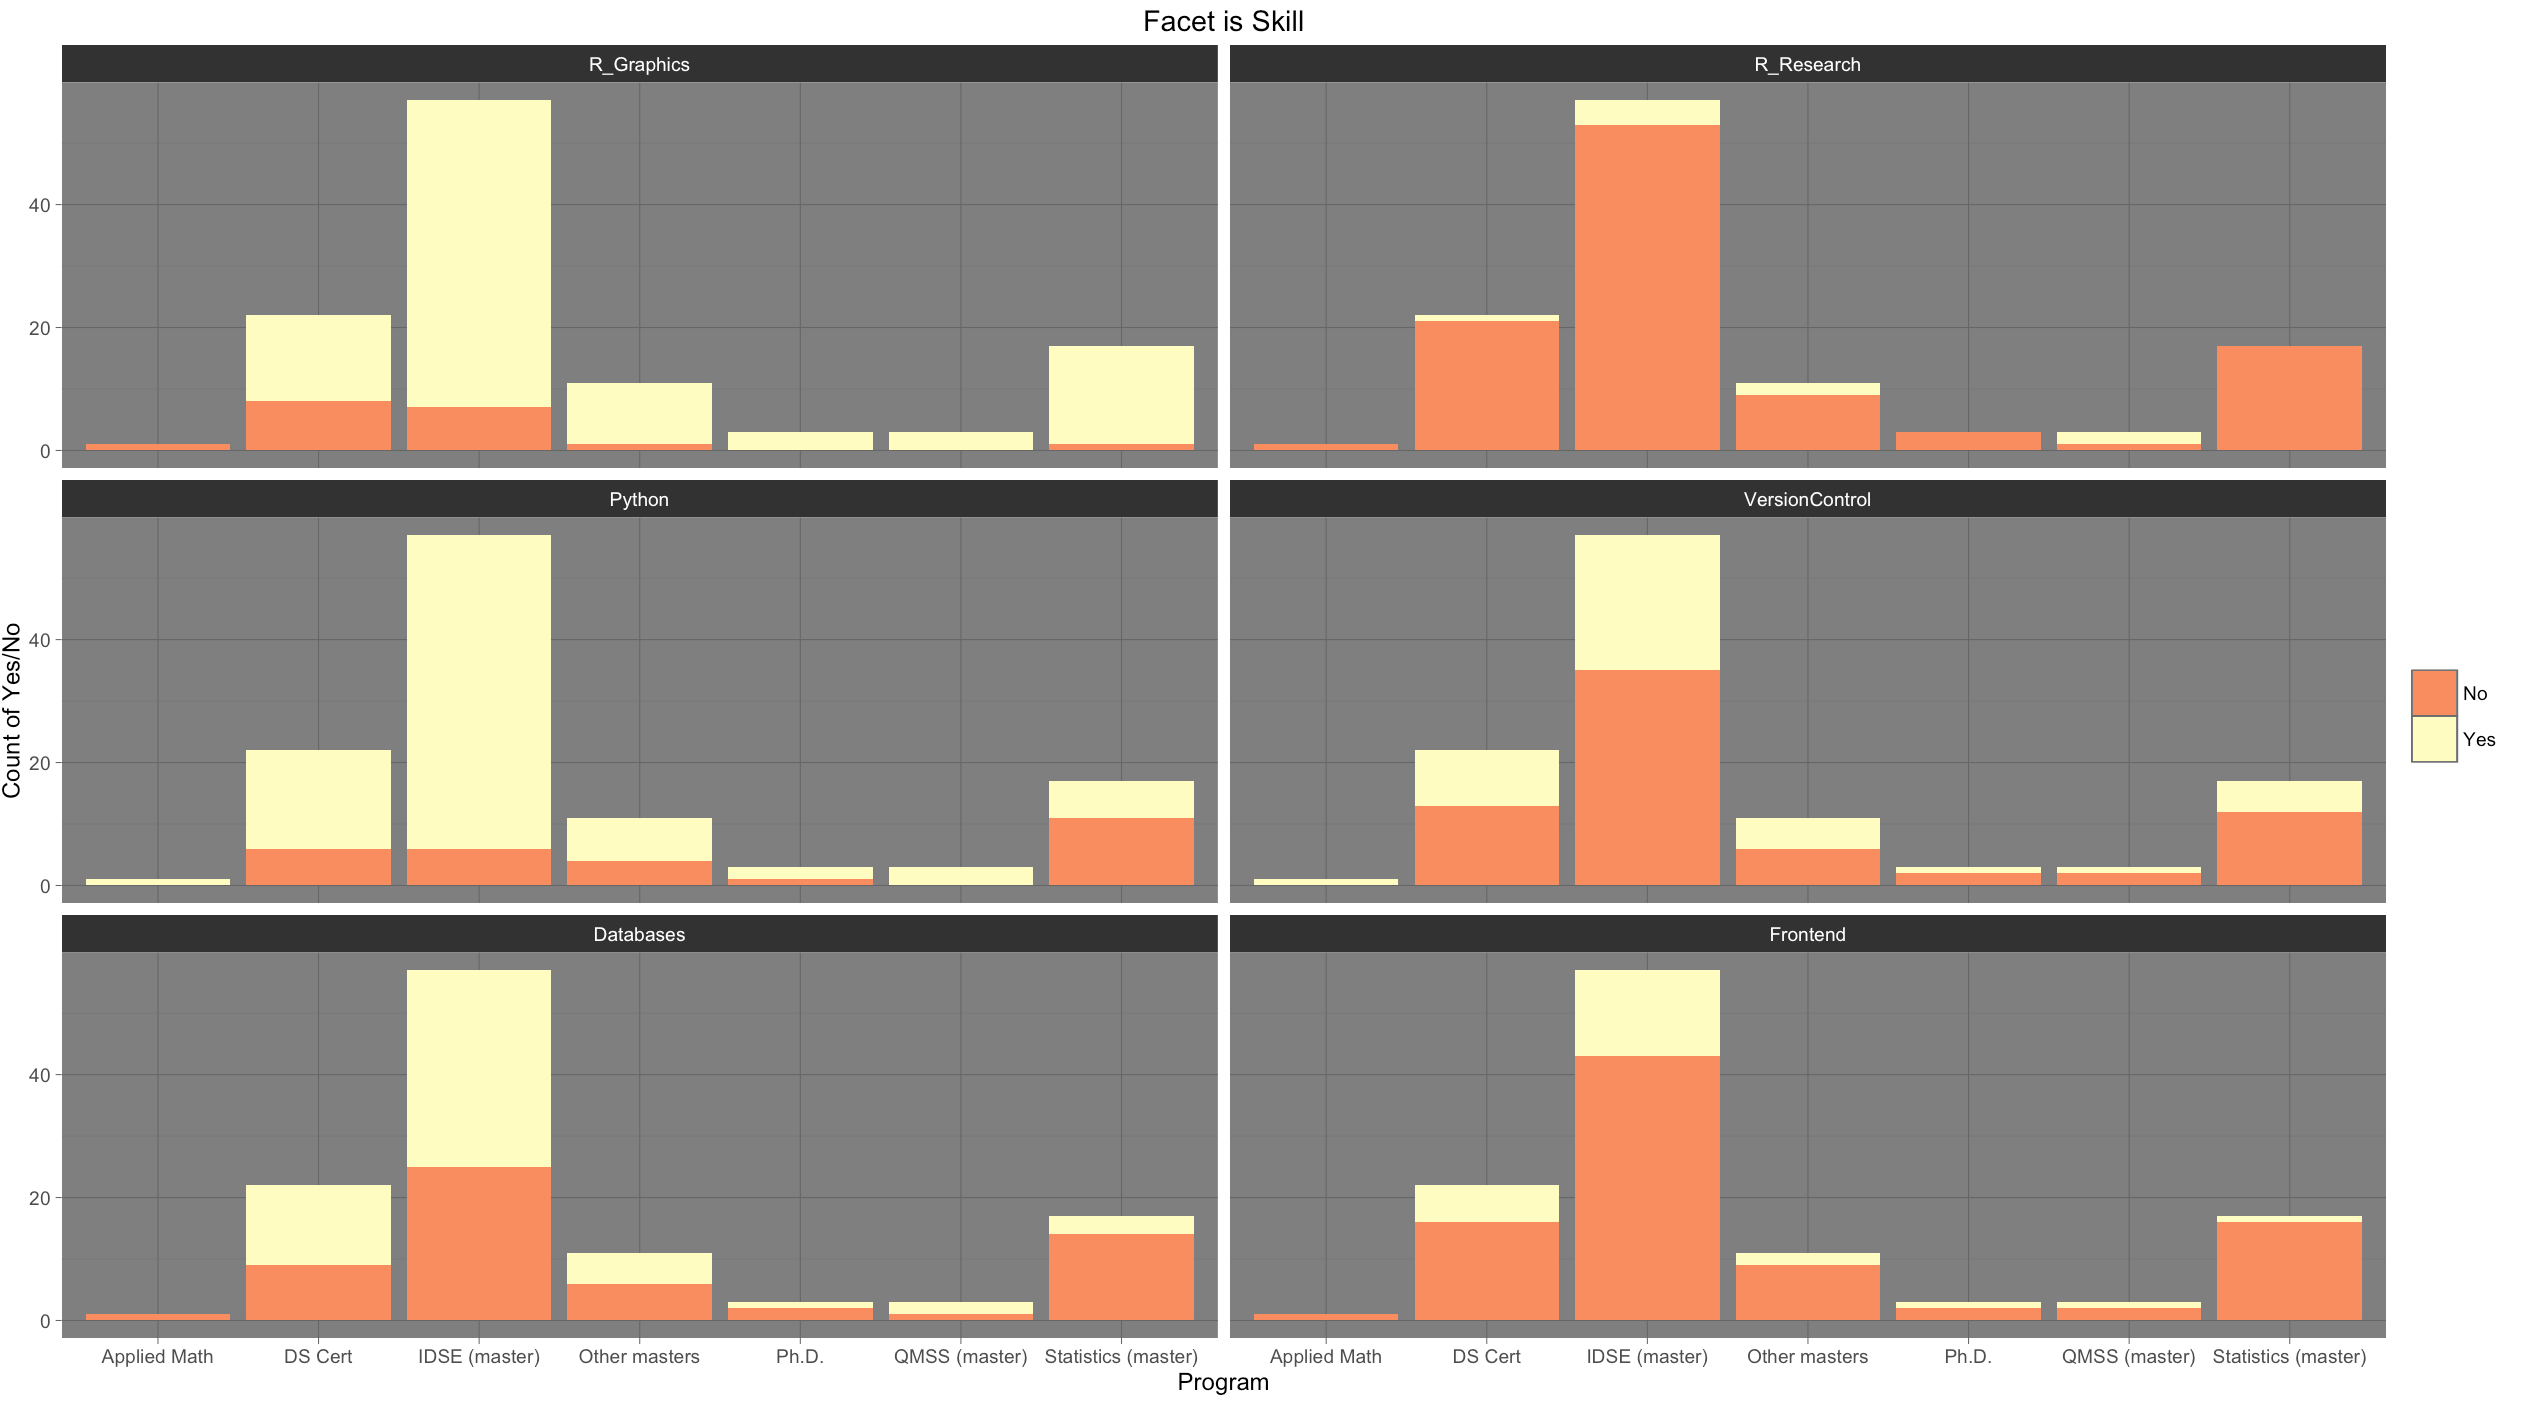 Facet is Skill
R_Graphics
R_Research
40
20
0
Python
VersionControl
40
20
0
Count of Yes/No
No
Yes
Databases
Frontend
40
20
0
Applied Math DS Cert IDSE (master) Other masters Ph.D. QMSS (master) Statistics (master)
Applied Math DS Cert IDSE (master) Other masters Ph.D. QMSS (master) Statistics (master)
Program